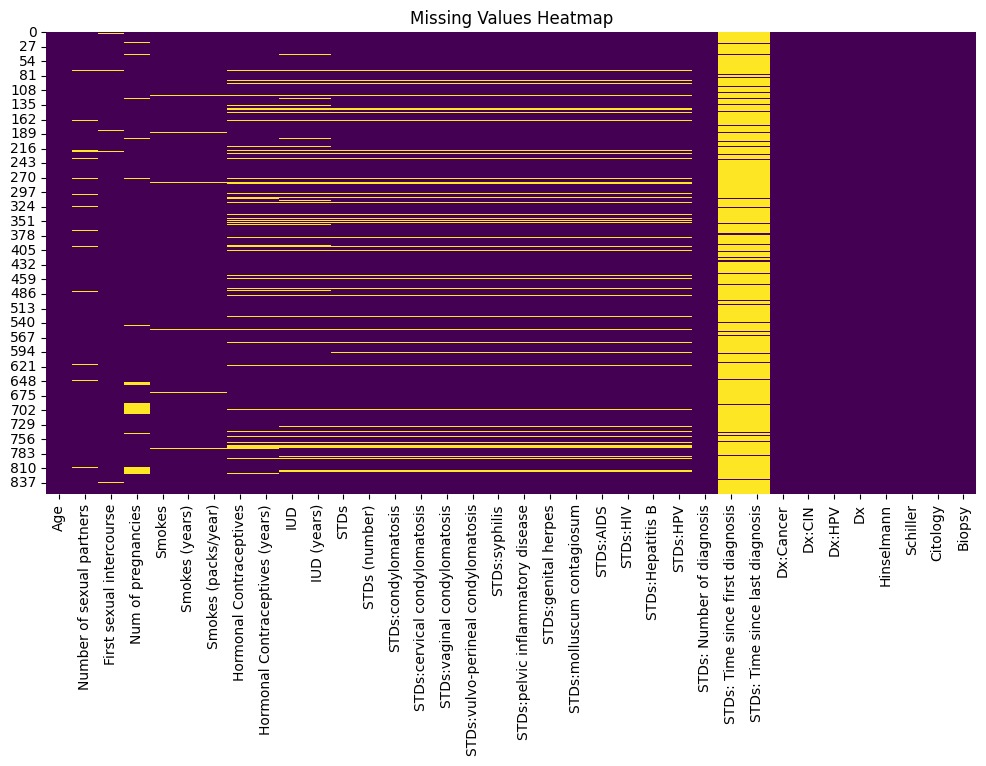 Missing Values Heatmap
0
27
54
81
108
135
162
189
216
243
270
297
324
351
378
405
432
459
486
513
540
567
594
621
648
675
702
729
756
783
810
837
Age
Number of sexual partners
First sexual intercourse
Num of pregnancies
Smokes
Smokes (years)
Smokes (packs/year)
Hormonal Contraceptives
Hormonal Contraceptives (years)
IUD
IUD (years)
STDs
STDs (number)
STDs:condylomatosis
STDs:cervical condylomatosis
STDs:vaginal condylomatosis
STDs:vulvo-perineal condylomatosis
STDs:syphilis
STDs:pelvic inflammatory disease
STDs:genital herpes
STDs:molluscum contagiosum
STDs:AIDS
STDs:HIV
STDs:Hepatitis B
STDs:HPV
STDs: Number of diagnosis
STDs: Time since first diagnosis
STDs: Time since last diagnosis
Dx:Cancer
Dx:CIN
Dx:HPV
Dx
Hinselmann
Schiller
Citology
Biopsy